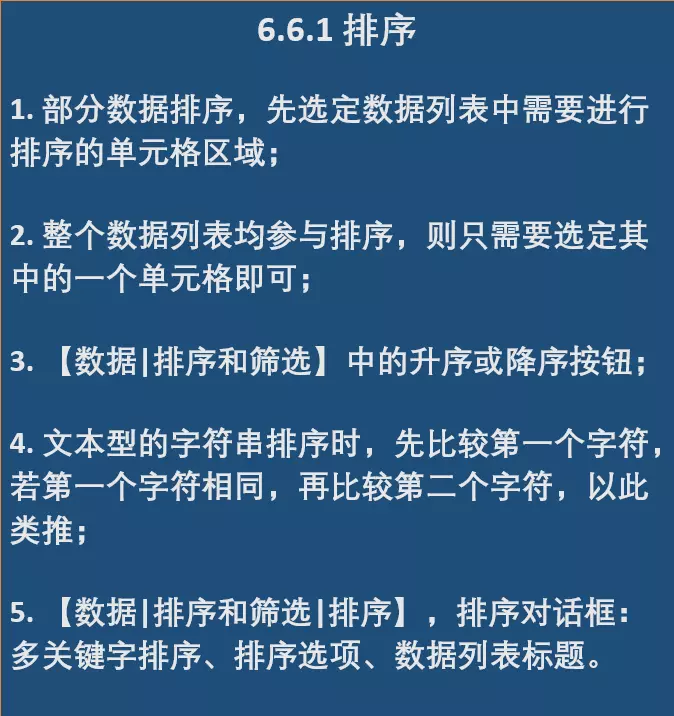 6.6.1 排序
1. 部分数据排序，先选定数据列表中需要进行
排序的单元格区域；
2. 整个数据列表均参与排序，则只需要选定其
中的一个单元格即可；
3. 【数据|排序和筛选】中的升序或降序按钮；
4. 文本型的字符串排序时，先比较第一个字符，
若第一个字符相同，再比较第二个字符，以此
类推；
5. 【数据|排序和筛选|排序】，排序对话框：
多关键字排序、排序选项、数据列表标题。